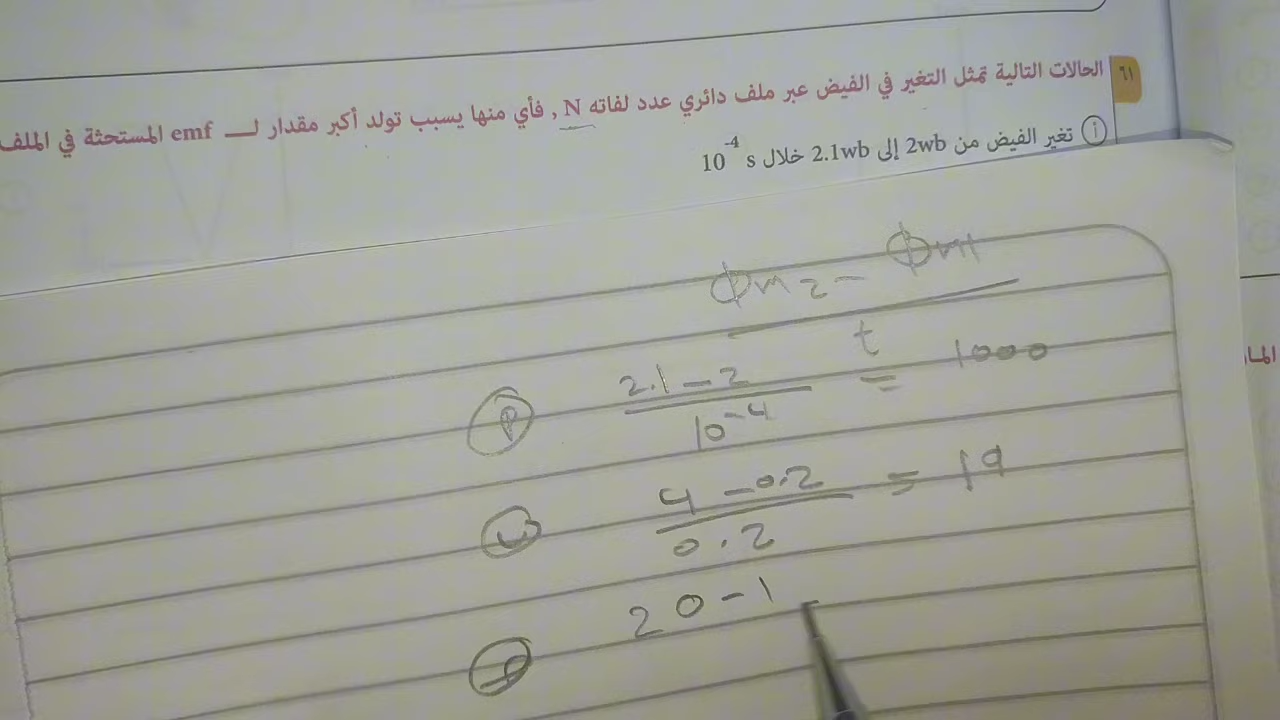 ٦١ الحالات التالية تمثل التغير في الفيض عبر ملف دائري عدد لفاته N , فأي منها يسبب تولد أكبر مقدار لـــ emf المستحثة في الملف
أ تغير الفيض من 2wb إلى 2.1wb خلال 10⁻⁴ s
Φm2 - Φm1
t
أ 2.1 - 2 = 1000
10⁻⁴
ب 4 - 0.2 = 19
0.2
ج 20 - 1